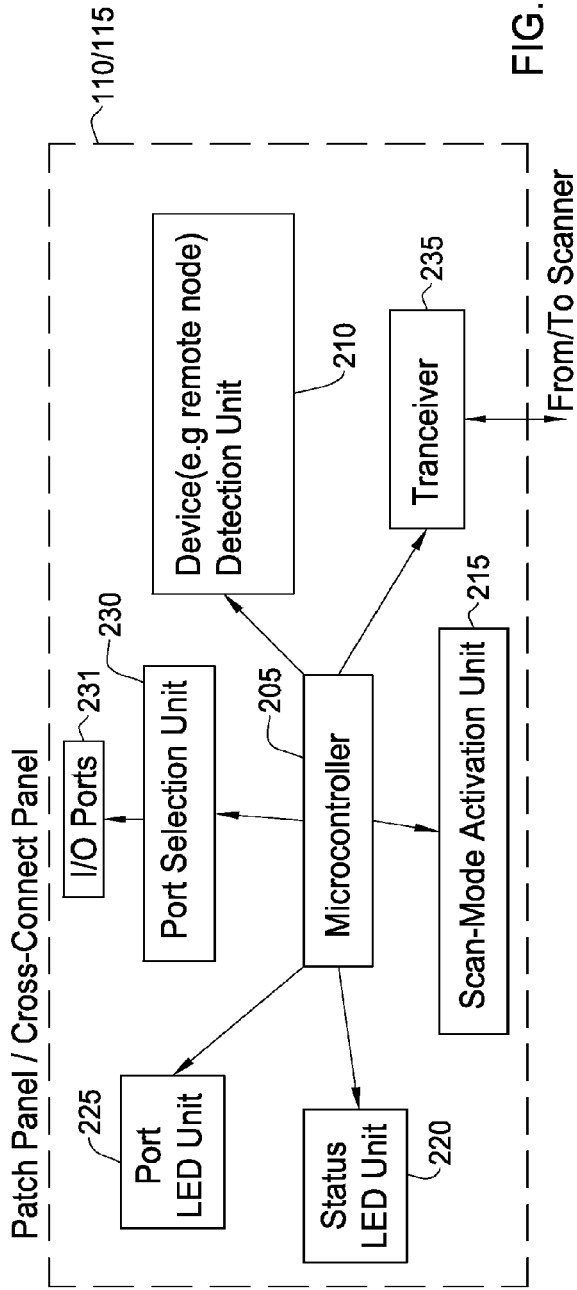 Patch Panel / Cross-Connect Panel
110/115
231
I/O Ports
230
Port Selection Unit
225
Port
LED Unit
205
Microcontroller
Device(e.g remote node)
Detection Unit
210
Status
LED Unit
220
Scan-Mode Activation Unit
215
235
Tranceiver
From/To Scanner
FIG.